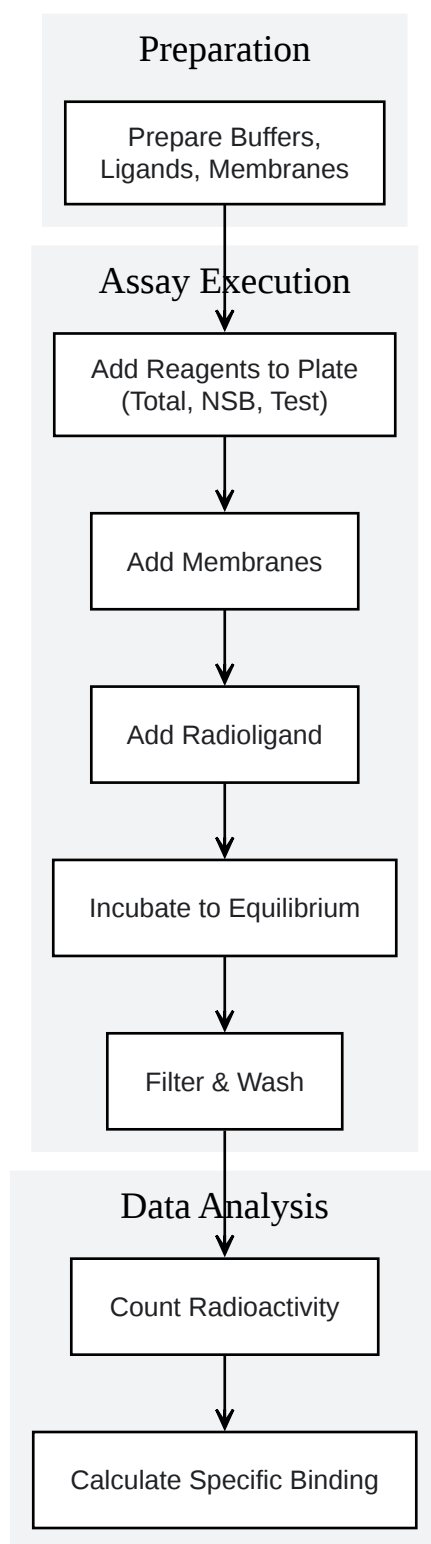 Preparation
Prepare Buffers,
Ligands, Membranes
Assay Execution
Add Reagents to Plate
(Total, NSB, Test)
Add Membranes
Add Radioligand
Incubate to Equilibrium
Filter & Wash
Data Analysis
Count Radioactivity
Calculate Specific Binding